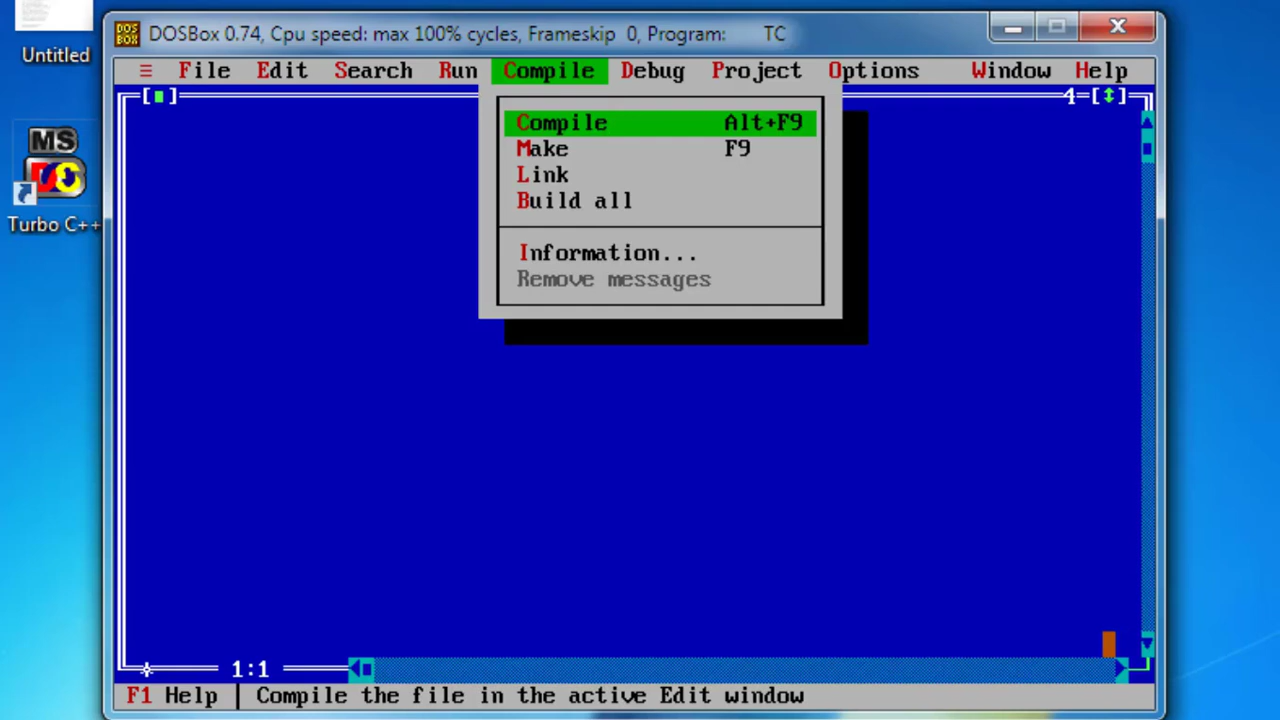 Untitled
DOSBox 0.74, Cpu speed: max 100% cycles, Frameskip 0, Program: TC
≡ File Edit Search Run Compile Debug Project Options Window Help
4
Compile Alt+F9
Make F9
Link
Build all
Information...
Remove messages
MS
Turbo C++
1:1
F1 Help | Compile the file in the active Edit window